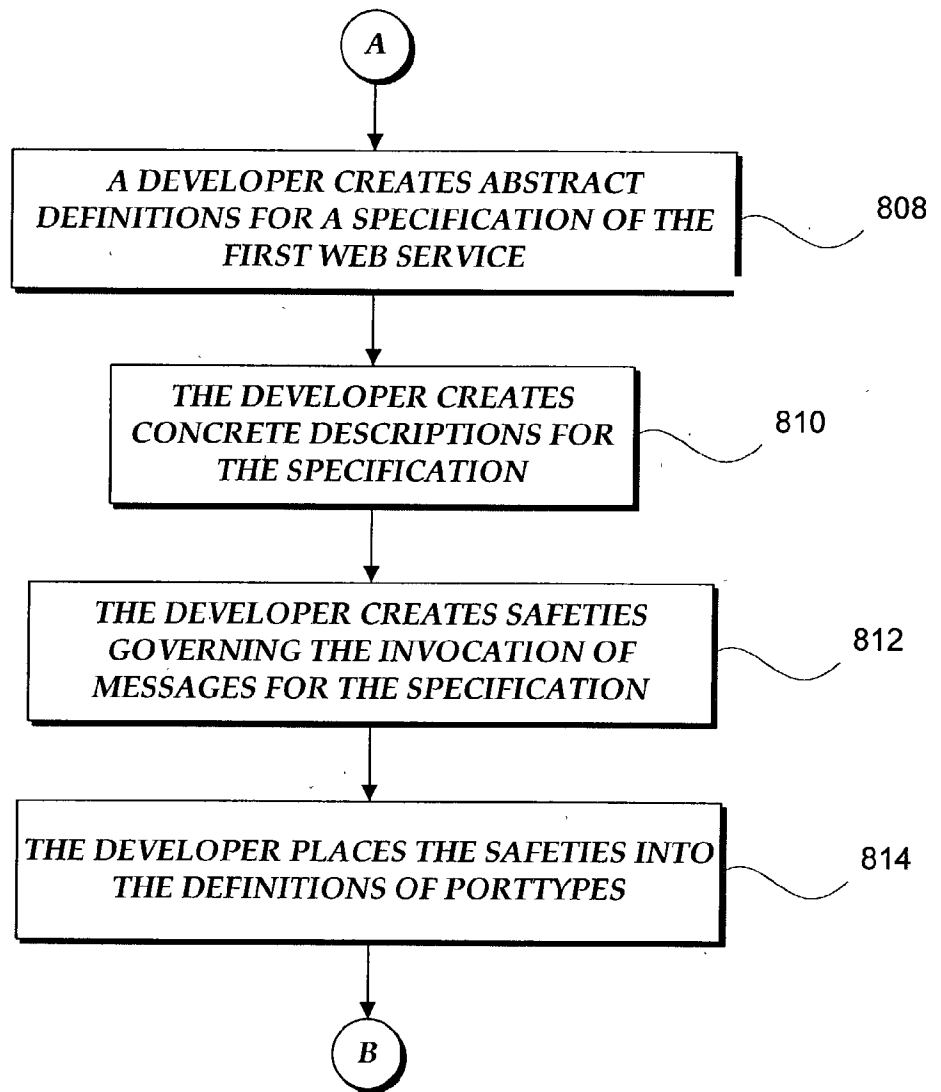 A
A DEVELOPER CREATES ABSTRACT
DEFINITIONS FOR A SPECIFICATION OF THE
FIRST WEB SERVICE
808
THE DEVELOPER CREATES
CONCRETE DESCRIPTIONS FOR
THE SPECIFICATION
810
THE DEVELOPER CREATES SAFETIES
GOVERNING THE INVOCATION OF
MESSAGES FOR THE SPECIFICATION
812
THE DEVELOPER PLACES THE SAFETIES INTO
THE DEFINITIONS OF PORTTYPES
814
B